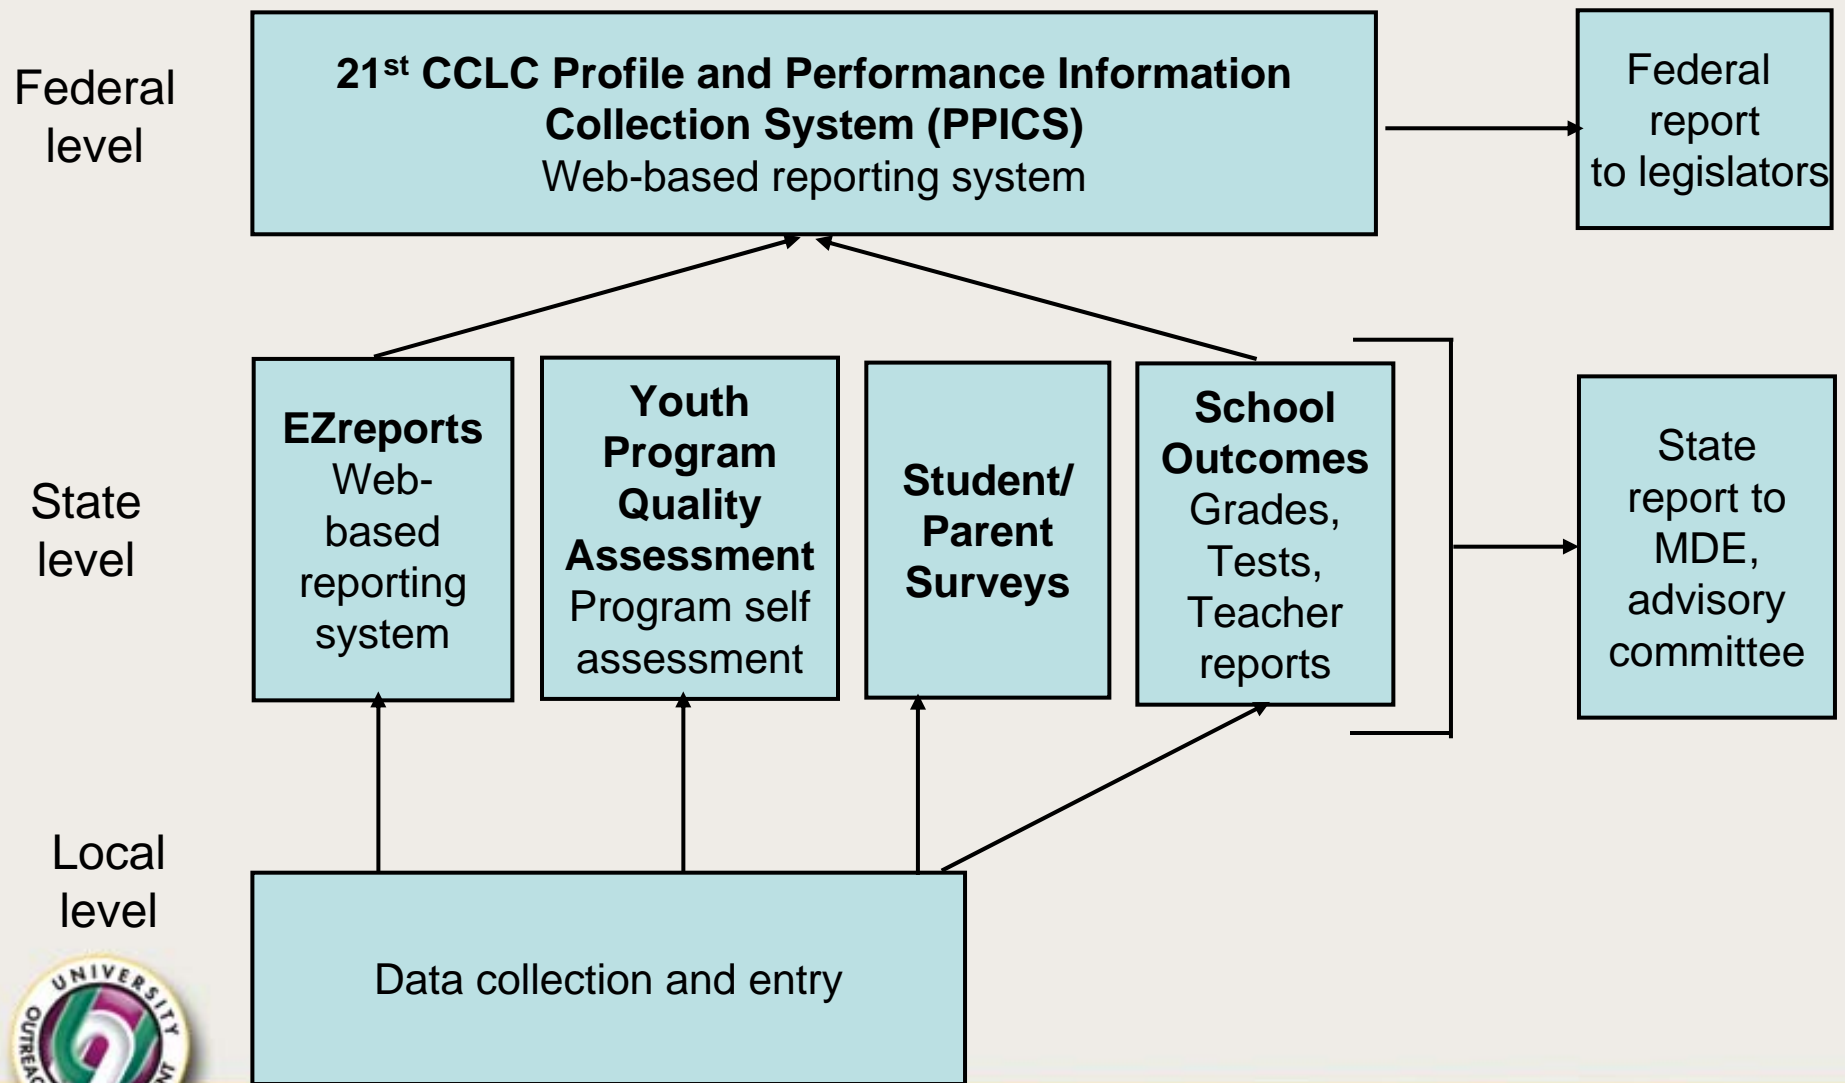 Federal
level
21st CCLC Profile and Performance Information
Collection System (PPICS)
Web-based reporting system
Federal
report
to legislators
State
level
EZreports
Web-
based
reporting
system
Youth
Program
Quality
Assessment
Program self
assessment
Student/
Parent
Surveys
School
Outcomes
Grades,
Tests,
Teacher
reports
State
report to
MDE,
advisory
committee
Local
level
Data collection and entry
UNIVERSITY